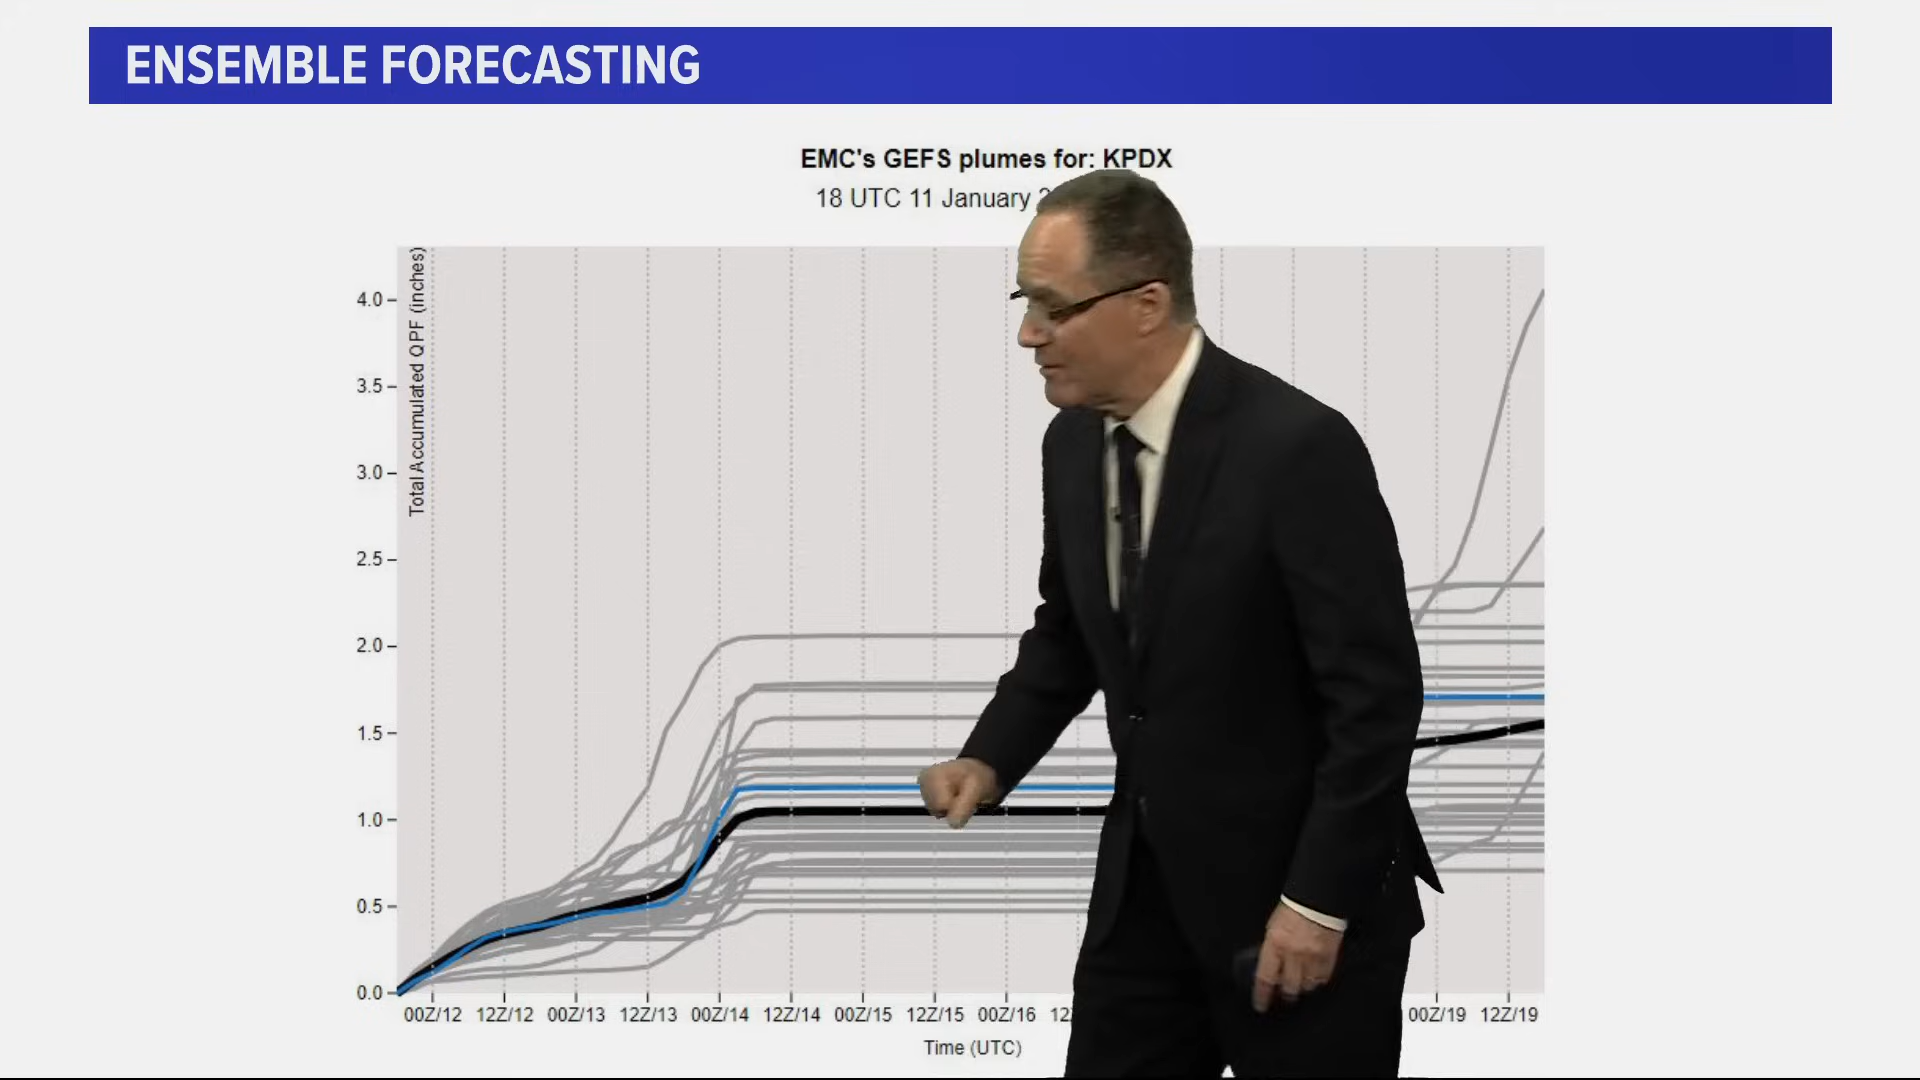 ENSEMBLE FORECASTING
EMC's GEFS plumes for: KPDX
18 UTC 11 January
Total Accumulated QPF (inches)
4.0
3.5
3.0
2.5
2.0
1.5
1.0
0.5
0.0
00Z/12 12Z/12 00Z/13 12Z/13 00Z/14 12Z/14 00Z/15 12Z/15 00Z/16 00Z/19 12Z/19
Time (UTC)